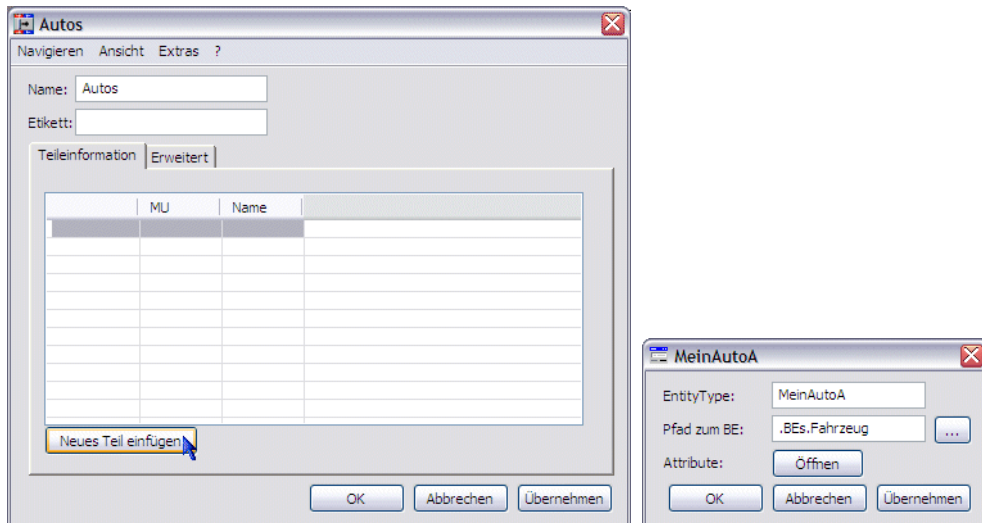 Autos
Navigieren Ansicht Extras ?
Name: Autos
Etikett:
Teileinformation Erweitert
MU Name
Neues Teil einfügen
OK Abbrechen Übernehmen
MeinAutoA
EntityType: MeinAutoA
Pfad zum BE: .BEs.Fahrzeug ...
Attribute: Öffnen
OK Abbrechen Übernehmen